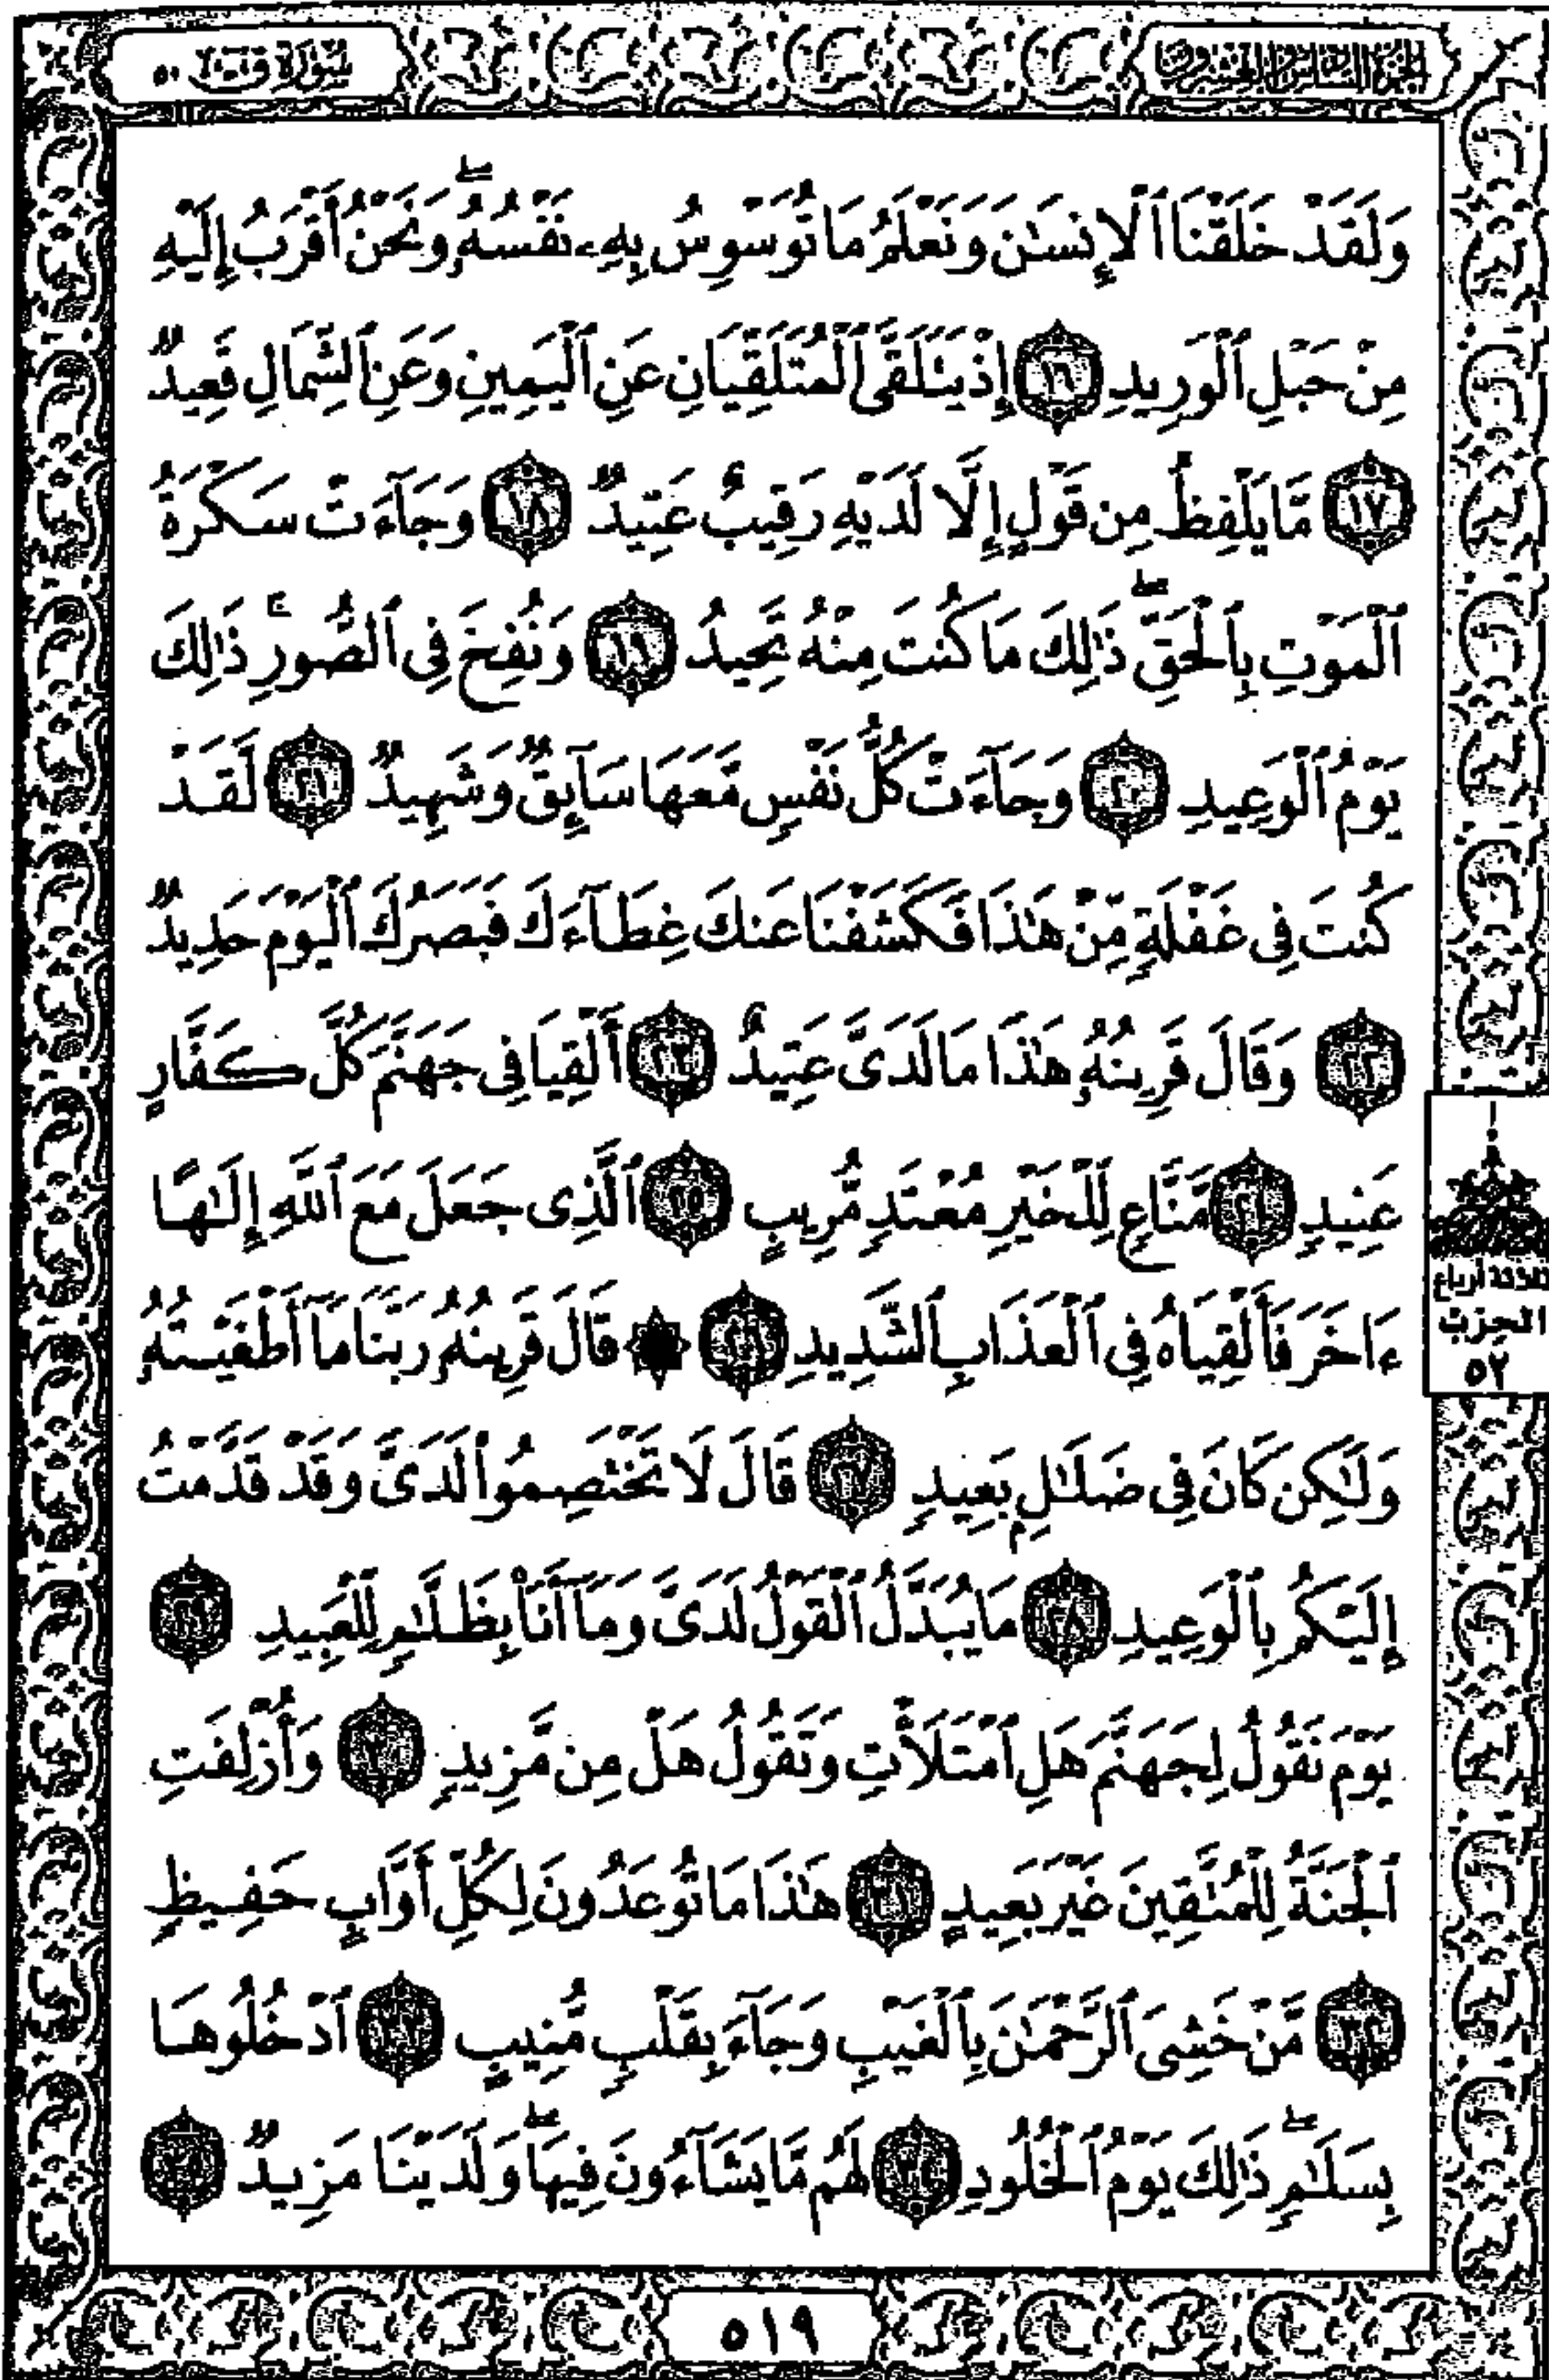 الجزء السادس والعشرون
سورة ق ٥٠
وَلَقَدْ خَلَقْنَا ٱلْإِنسَٰنَ وَنَعْلَمُ مَا تُوَسْوِسُ بِهِۦ نَفْسُهُۥ ۖ وَنَحْنُ أَقْرَبُ إِلَيْهِ
مِنْ حَبْلِ ٱلْوَرِيدِ ١٦ إِذْ يَتَلَقَّى ٱلْمُتَلَقِّيَانِ عَنِ ٱلْيَمِينِ وَعَنِ ٱلشِّمَالِ قَعِيدٌ
١٧ مَّا يَلْفِظُ مِن قَوْلٍ إِلَّا لَدَيْهِ رَقِيبٌ عَتِيدٌ ١٨ وَجَآءَتْ سَكْرَةُ
ٱلْمَوْتِ بِٱلْحَقِّ ۖ ذَٰلِكَ مَا كُنتَ مِنْهُ تَحِيدُ ١٩ وَنُفِخَ فِى ٱلصُّورِ ۚ ذَٰلِكَ
يَوْمُ ٱلْوَعِيدِ ٢٠ وَجَآءَتْ كُلُّ نَفْسٍ مَّعَهَا سَآئِقٌ وَشَهِيدٌ ٢١ لَّقَدْ
كُنتَ فِى غَفْلَةٍ مِّنْ هَٰذَا فَكَشَفْنَا عَنكَ غِطَآءَكَ فَبَصَرُكَ ٱلْيَوْمَ حَدِيدٌ
٢٢ وَقَالَ قَرِينُهُۥ هَٰذَا مَا لَدَىَّ عَتِيدٌ ٢٣ أَلْقِيَا فِى جَهَنَّمَ كُلَّ كَفَّارٍ
عَنِيدٍ ٢٤ مَّنَّاعٍ لِّلْخَيْرِ مُعْتَدٍ مُّرِيبٍ ٢٥ ٱلَّذِى جَعَلَ مَعَ ٱللَّهِ إِلَٰهًا
ءَاخَرَ فَأَلْقِيَاهُ فِى ٱلْعَذَابِ ٱلشَّدِيدِ ٢٦ ۞ قَالَ قَرِينُهُۥ رَبَّنَا مَآ أَطْغَيْتُهُۥ
وَلَٰكِن كَانَ فِى ضَلَٰلٍۭ بَعِيدٍ ٢٧ قَالَ لَا تَخْتَصِمُوا۟ لَدَىَّ وَقَدْ قَدَّمْتُ
إِلَيْكُم بِٱلْوَعِيدِ ٢٨ مَا يُبَدَّلُ ٱلْقَوْلُ لَدَىَّ وَمَآ أَنَا۠ بِظَلَّٰمٍ لِّلْعَبِيدِ ٢٩
يَوْمَ نَقُولُ لِجَهَنَّمَ هَلِ ٱمْتَلَأْتِ وَتَقُولُ هَلْ مِن مَّزِيدٍ ٣٠ وَأُزْلِفَتِ
ٱلْجَنَّةُ لِلْمُتَّقِينَ غَيْرَ بَعِيدٍ ٣١ هَٰذَا مَا تُوعَدُونَ لِكُلِّ أَوَّابٍ حَفِيظٍ
٣٢ مَّنْ خَشِىَ ٱلرَّحْمَٰنَ بِٱلْغَيْبِ وَجَآءَ بِقَلْبٍ مُّنِيبٍ ٣٣ ٱدْخُلُوهَا
بِسَلَٰمٍ ۖ ذَٰلِكَ يَوْمُ ٱلْخُلُودِ ٣٤ لَهُم مَّا يَشَآءُونَ فِيهَا ۖ وَلَدَيْنَا مَزِيدٌ ٣٥
ثلاثة أرباع
الحزب
٥٢
٥١٩